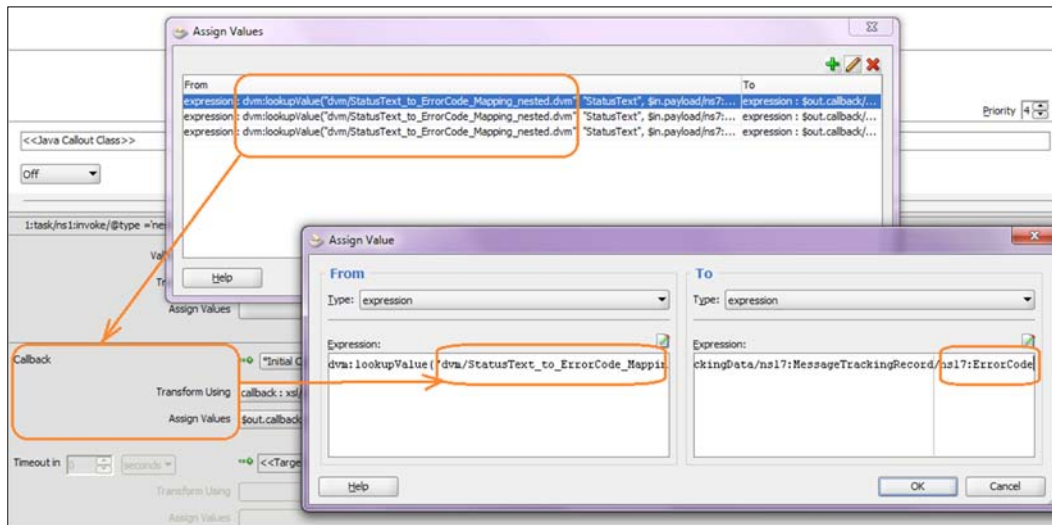 Assign Values
From
To
expression : dvm:lookupValue("dvm/StatusText_to_ErrorCode_Mapping_nested.dvm", "StatusText", $in.payload/ns7:... expression : $out.callback/...
expression : dvm:lookupValue("dvm/StatusText_to_ErrorCode_Mapping_nested.dvm", "StatusText", $in.payload/ns7:... expression : $out.callback/...
expression : dvm:lookupValue("dvm/StatusText_to_ErrorCode_Mapping_nested.dvm", "StatusText", $in.payload/ns7:... expression : $out.callback/...
Priority 4
<<Java Callout Class>>
Off
1:task/ns1:invoke/@type ='ne
Val
Tr
Help
Assign Values
Assign Value
From
To
Type: expression
Type: expression
Expression:
Expression:
dvm:lookupValue("dvm/StatusText_to_ErrorCode_Mappin
ckingData/ns17:MessageTrackingRecord/ns17:ErrorCode
Callback
"Initial C
Transform Using
callback : xsl/
Assign Values
$out.callback
Timeout in 0 seconds
<<Targe
Transform Using
Assign Values
Help
OK
Cancel